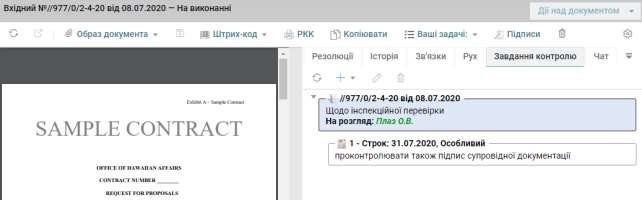 Вхідний №//977/0/2-4-20 від 08.07.2020 — На виконанні
Дії над документом
Образ документа
Штрих-код
РКК
Копіювати
Ваші задачі:
Підписи
Резолюції Історія Зв'язки Рух Завдання контролю Чат
Exhibit A – Sample Contract
SAMPLE CONTRACT
OFFICE OF HAWAIIAN AFFAIRS
CONTRACT NUMBER ________
REQUEST FOR PROPOSALS
//977/0/2-4-20 від 08.07.2020
Щодо інспекційної перевірки
На розгляд: Плаз О.В.
1 - Строк: 31.07.2020, Особливий
проконтролювати також підпис супровідної документації